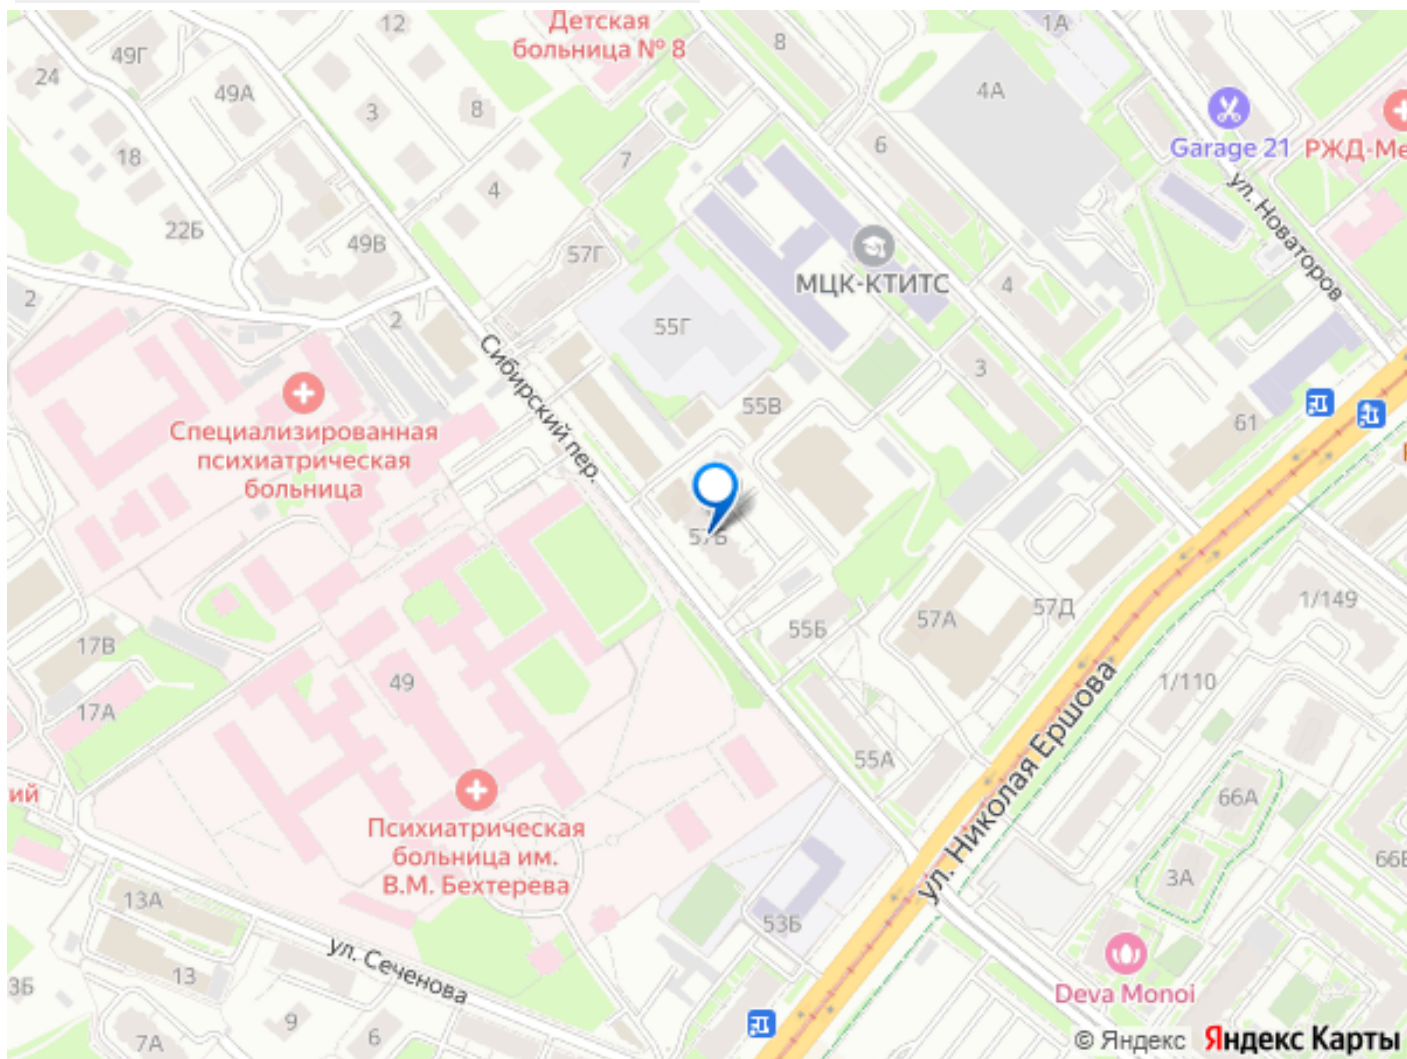 Детская
больница № 8
12
8
1А
49Г
24
49А
3
8
4А
Garage 21
РЖД-Ме
6
7
18
4
ул. Новаторов
22Б
49В
57Г
МЦК-КТИТС
4
2
2
55Г
Сибирский пер.
3
55В
61
Специализированная
психиатрическая
больница
57Б
1/149
57А
57Д
55Б
17В
49
1/110
17А
ул. Николая Ершова
55А
ий
66А
Психиатрическая
больница им.
В.М. Бехтерева
3А
13А
53Б
ул. Сеченова
13
3Б
Deva Monoi
9
6
7А
© Яндекс Яндекс Карты